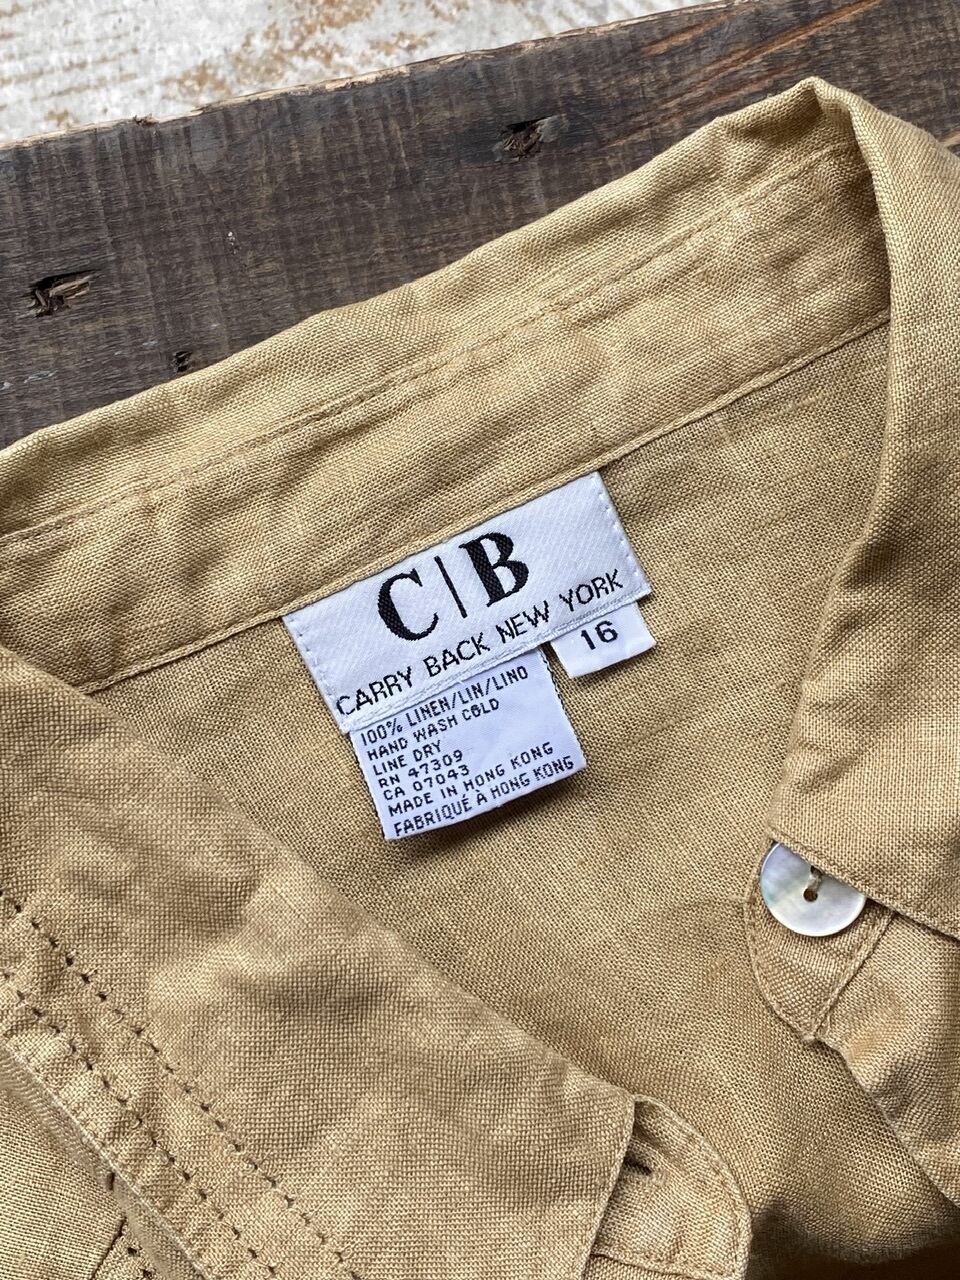 C|B
CARRY BACK NEW YORK
16
100% LINEN/LIN/LINO
HAND WASH COLD
LINE DRY
RN 47309
CA 07043
MADE IN HONG KONG
FABRIQUÉ À HONG KONG